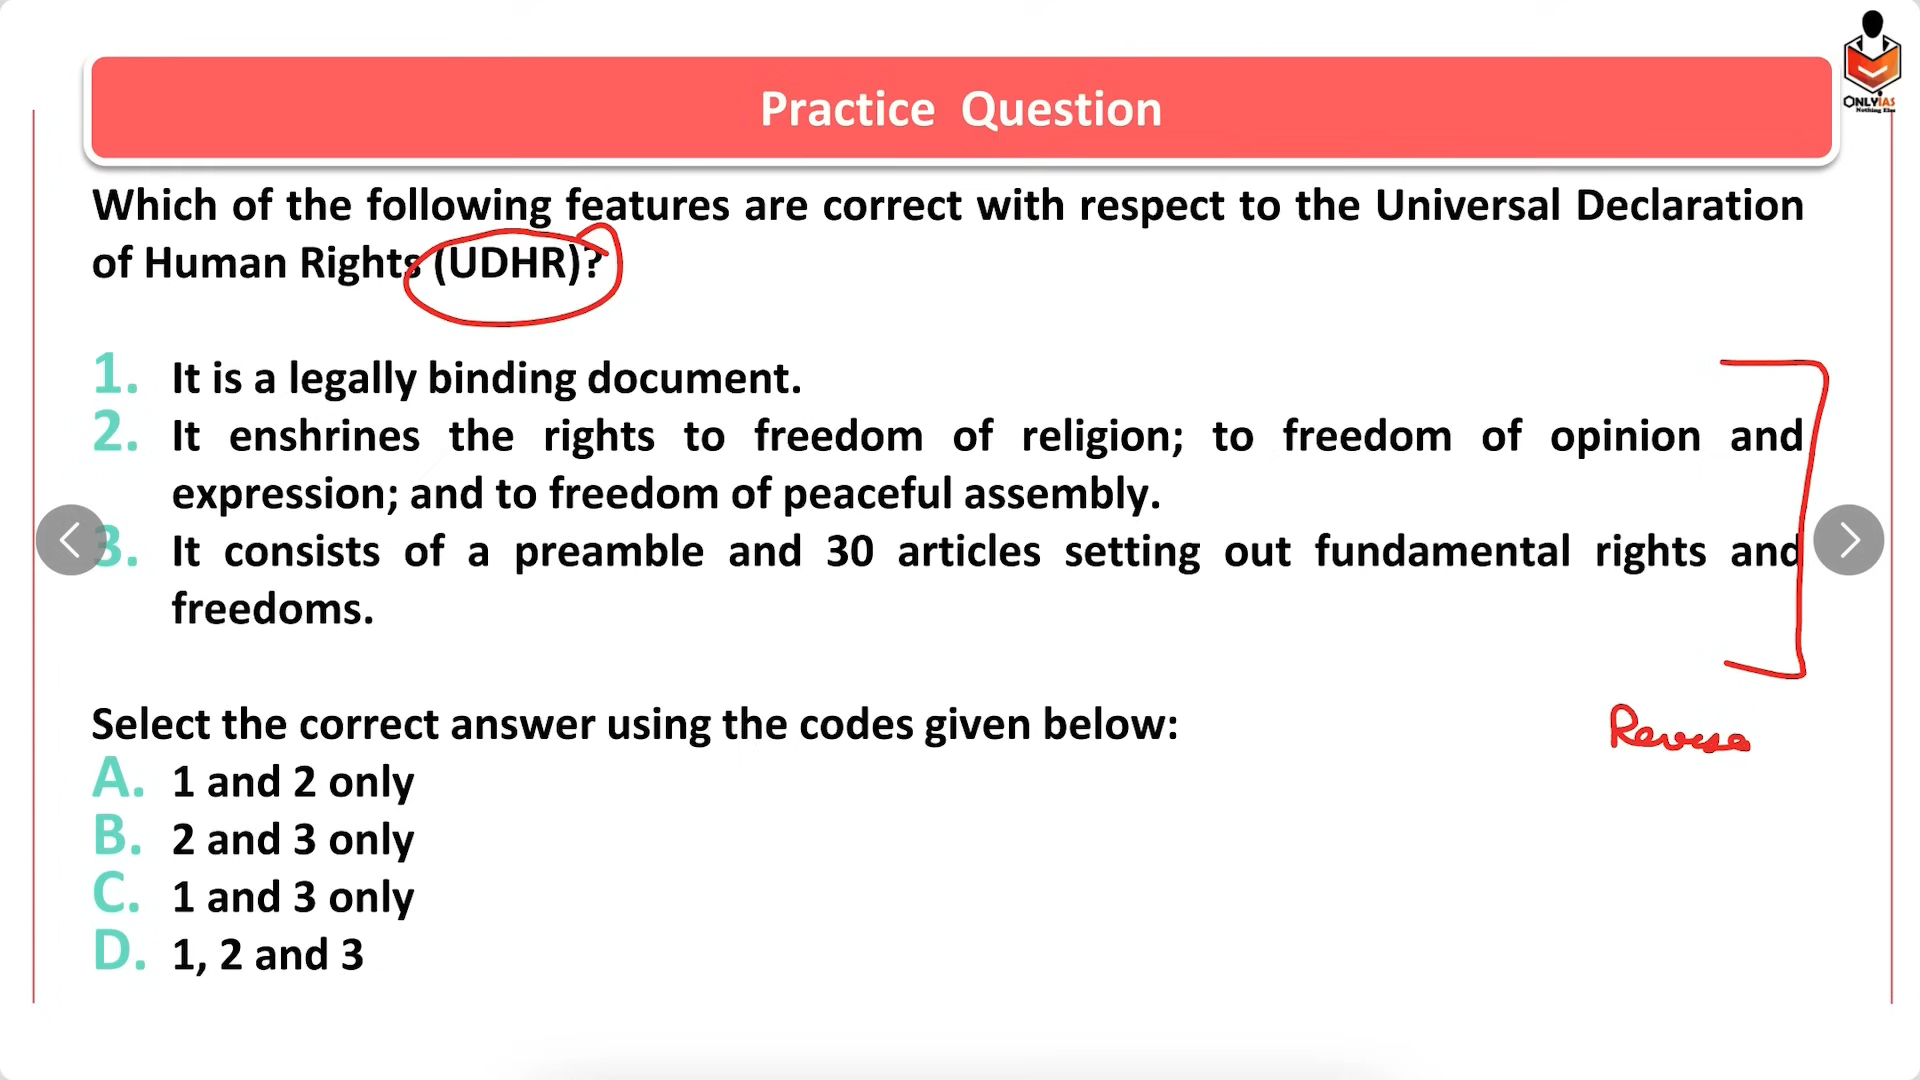 Practice Question
ONLYIAS
Nothing Else
Which of the following features are correct with respect to the Universal Declaration
of Human Rights (UDHR)?
1. It is a legally binding document.
2. It enshrines the rights to freedom of religion; to freedom of opinion and
expression; and to freedom of peaceful assembly.
3. It consists of a preamble and 30 articles setting out fundamental rights and
freedoms.
Select the correct answer using the codes given below:
A. 1 and 2 only
B. 2 and 3 only
C. 1 and 3 only
D. 1, 2 and 3